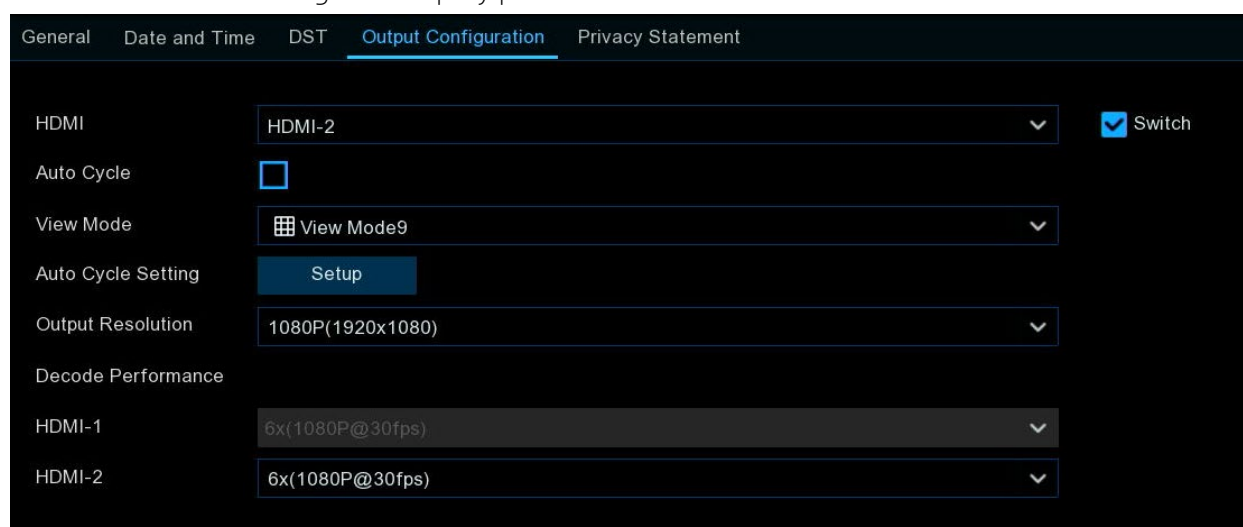 General Date and Time DST Output Configuration Privacy Statement
HDMI HDMI-2 Switch
Auto Cycle
View Mode View Mode9
Auto Cycle Setting Setup
Output Resolution 1080P(1920x1080)
Decode Performance
HDMI-1 6x(1080P@30fps)
HDMI-2 6x(1080P@30fps)